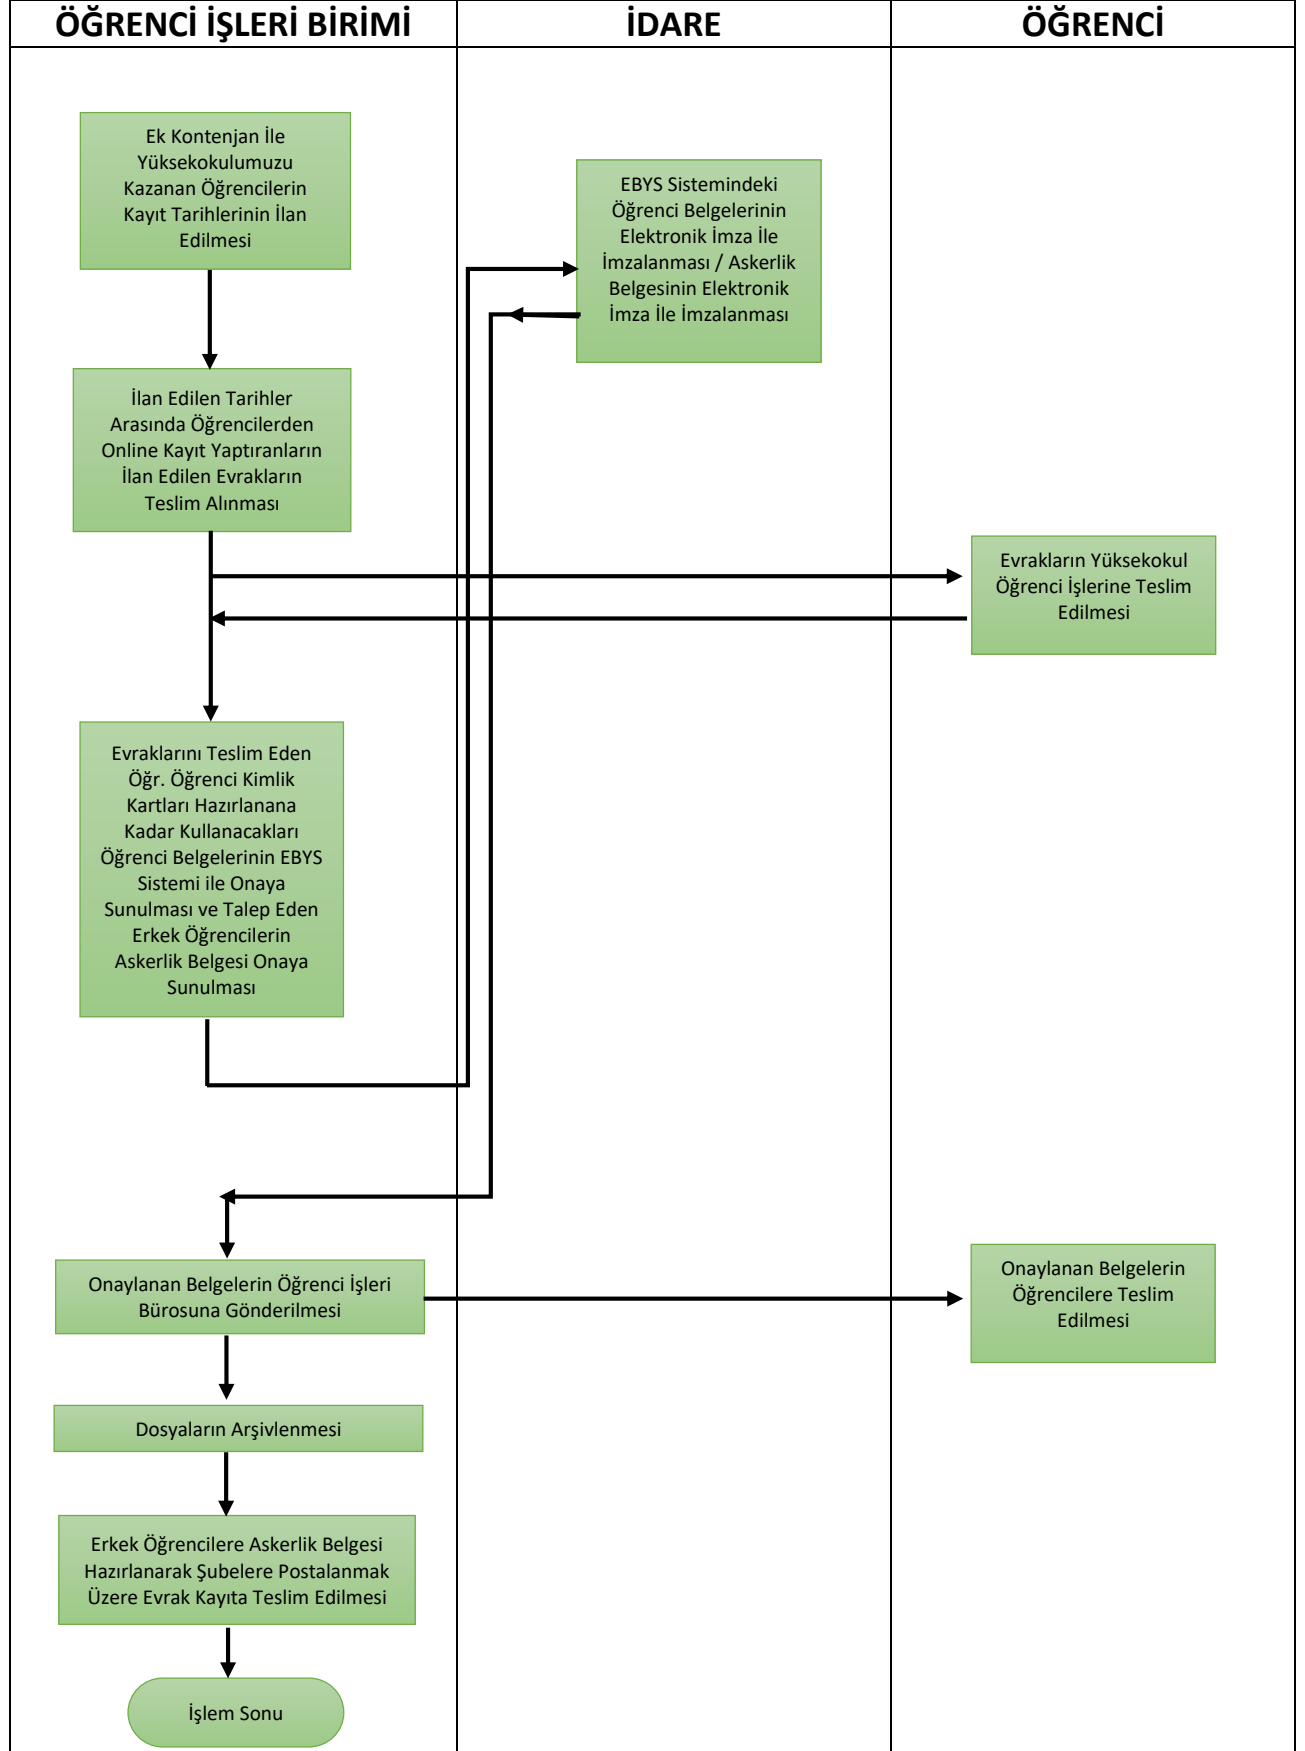 ÖĞRENCİ İŞLERİ BİRİMİ
İDARE
ÖĞRENCİ
Ek Kontenjan İle
Yüksekokulumuzu
Kazanan Öğrencilerin
Kayıt Tarihlerinin İlan
Edilmesi
EBYS Sistemindeki
Öğrenci Belgelerinin
Elektronik İmza İle
İmzalanması / Askerlik
Belgesinin Elektronik
İmza İle İmzalanması
İlan Edilen Tarihler
Arasında Öğrencilerden
Online Kayıt Yaptıranların
İlan Edilen Evrakların
Teslim Alınması
Evrakların Yüksekokul
Öğrenci İşlerine Teslim
Edilmesi
Evraklarını Teslim Eden
Öğr. Öğrenci Kimlik
Kartları Hazırlanana
Kadar Kullanacakları
Öğrenci Belgelerinin EBYS
Sistemi ile Onaya
Sunulması ve Talep Eden
Erkek Öğrencilerin
Askerlik Belgesi Onaya
Sunulması
Onaylanan Belgelerin Öğrenci İşleri
Bürosuna Gönderilmesi
Onaylanan Belgelerin
Öğrencilere Teslim
Edilmesi
Dosyaların Arşivlenmesi
Erkek Öğrencilere Askerlik Belgesi
Hazırlanarak Şubelere Postalanmak
Üzere Evrak Kayıta Teslim Edilmesi
İşlem Sonu